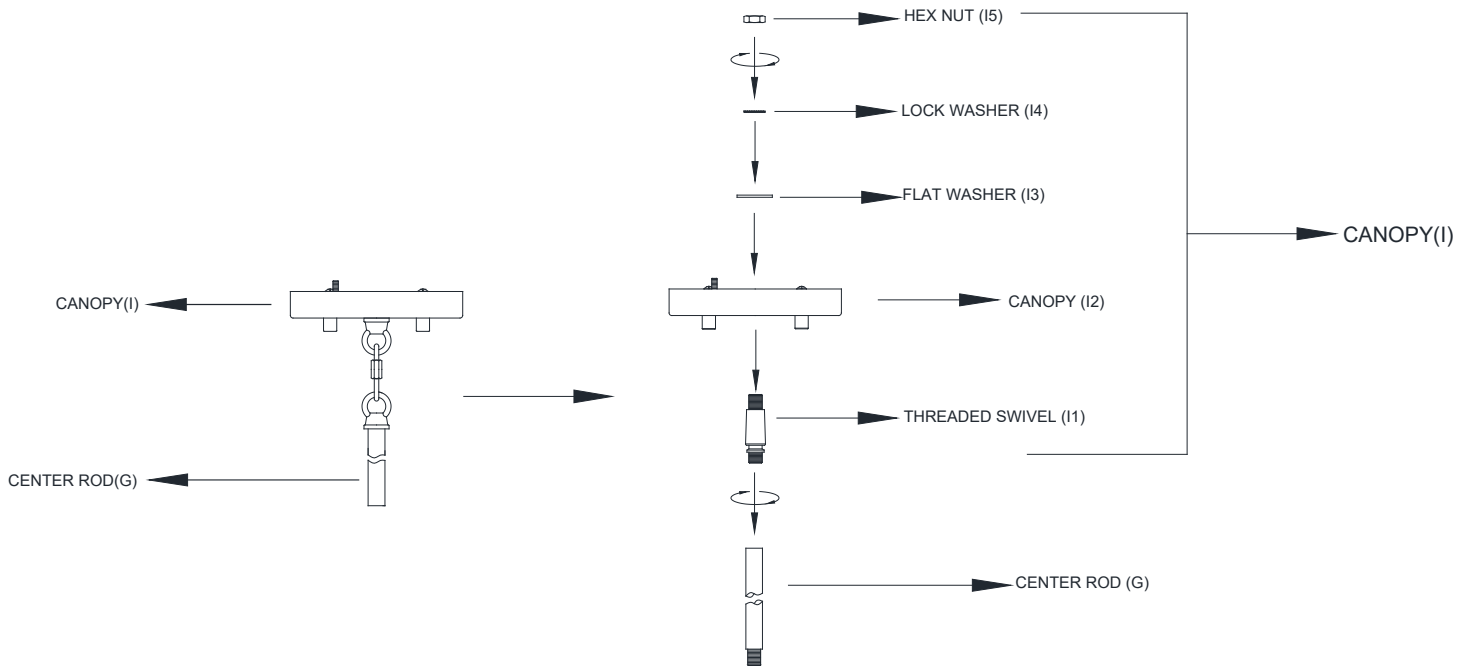 HEX NUT (I5)
LOCK WASHER (I4)
FLAT WASHER (I3)
CANOPY(I)
CANOPY(I)
CANOPY (I2)
THREADED SWIVEL (I1)
CENTER ROD(G)
CENTER ROD (G)